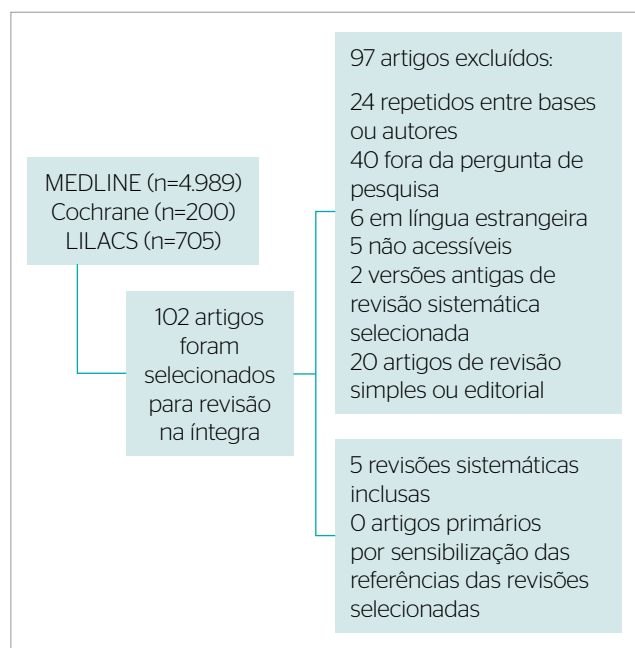 MEDLINE (n=4.989)
Cochrane (n=200)
LILACS (n=705)
102 artigos
foram
selecionados
para revisão
na íntegra
97 artigos excluídos:
24 repetidos entre bases
ou autores
40 fora da pergunta de
pesquisa
6 em língua estrangeira
5 não acessíveis
2 versões antigas de
revisão sistemática
selecionada
20 artigos de revisão
simples ou editorial
5 revisões sistemáticas
inclusas
0 artigos primários
por sensibilização das
referências das revisões
selecionadas